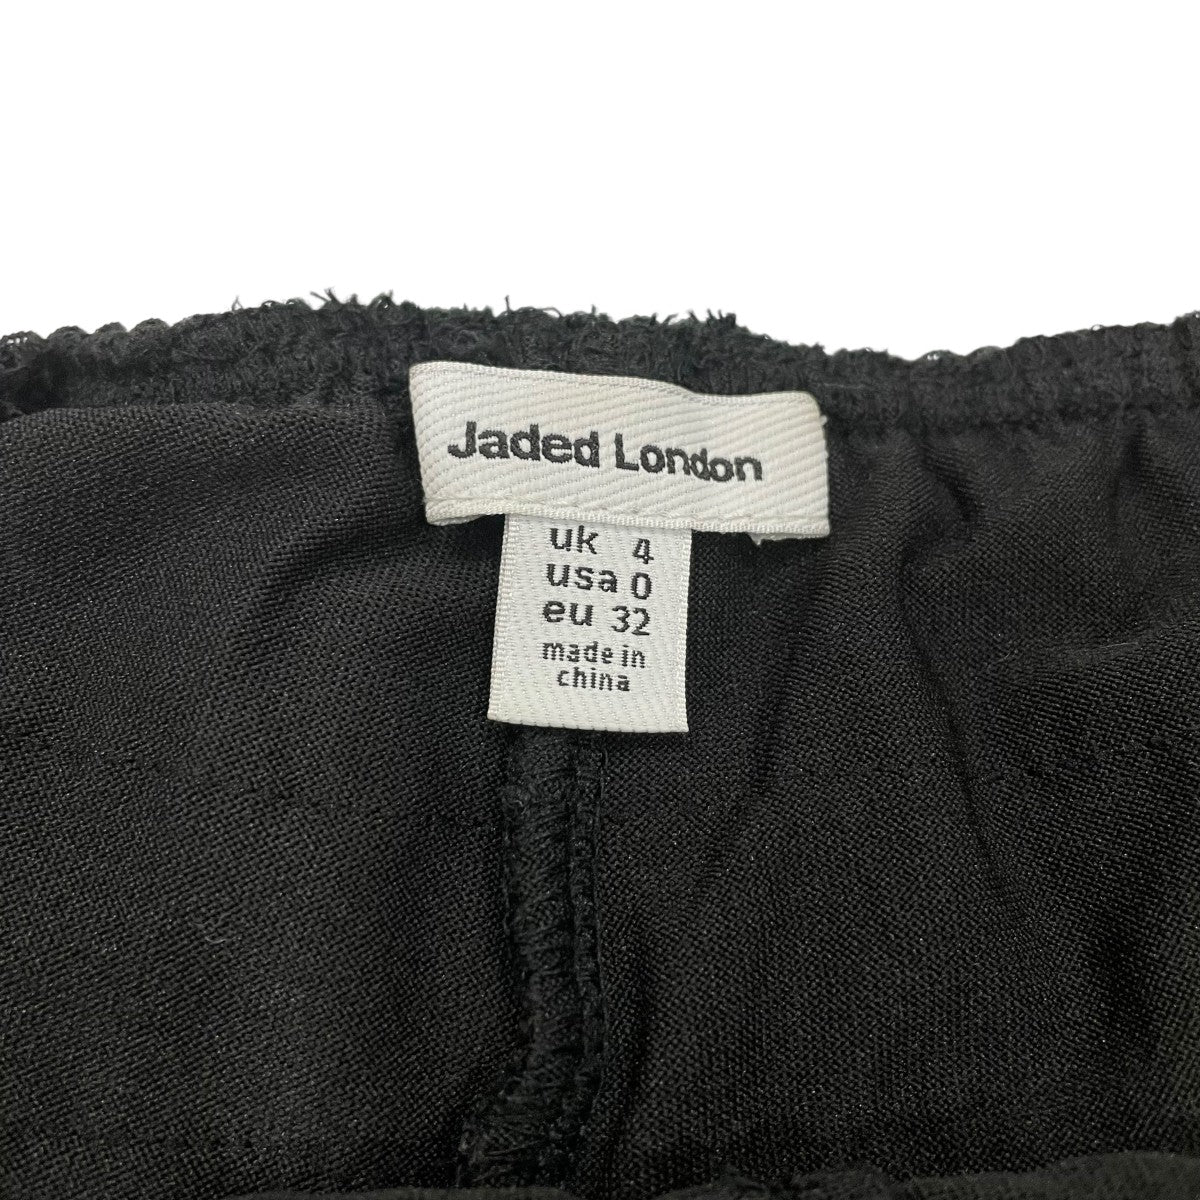 Jaded London
uk 4
usa 0
eu 32
made in
china